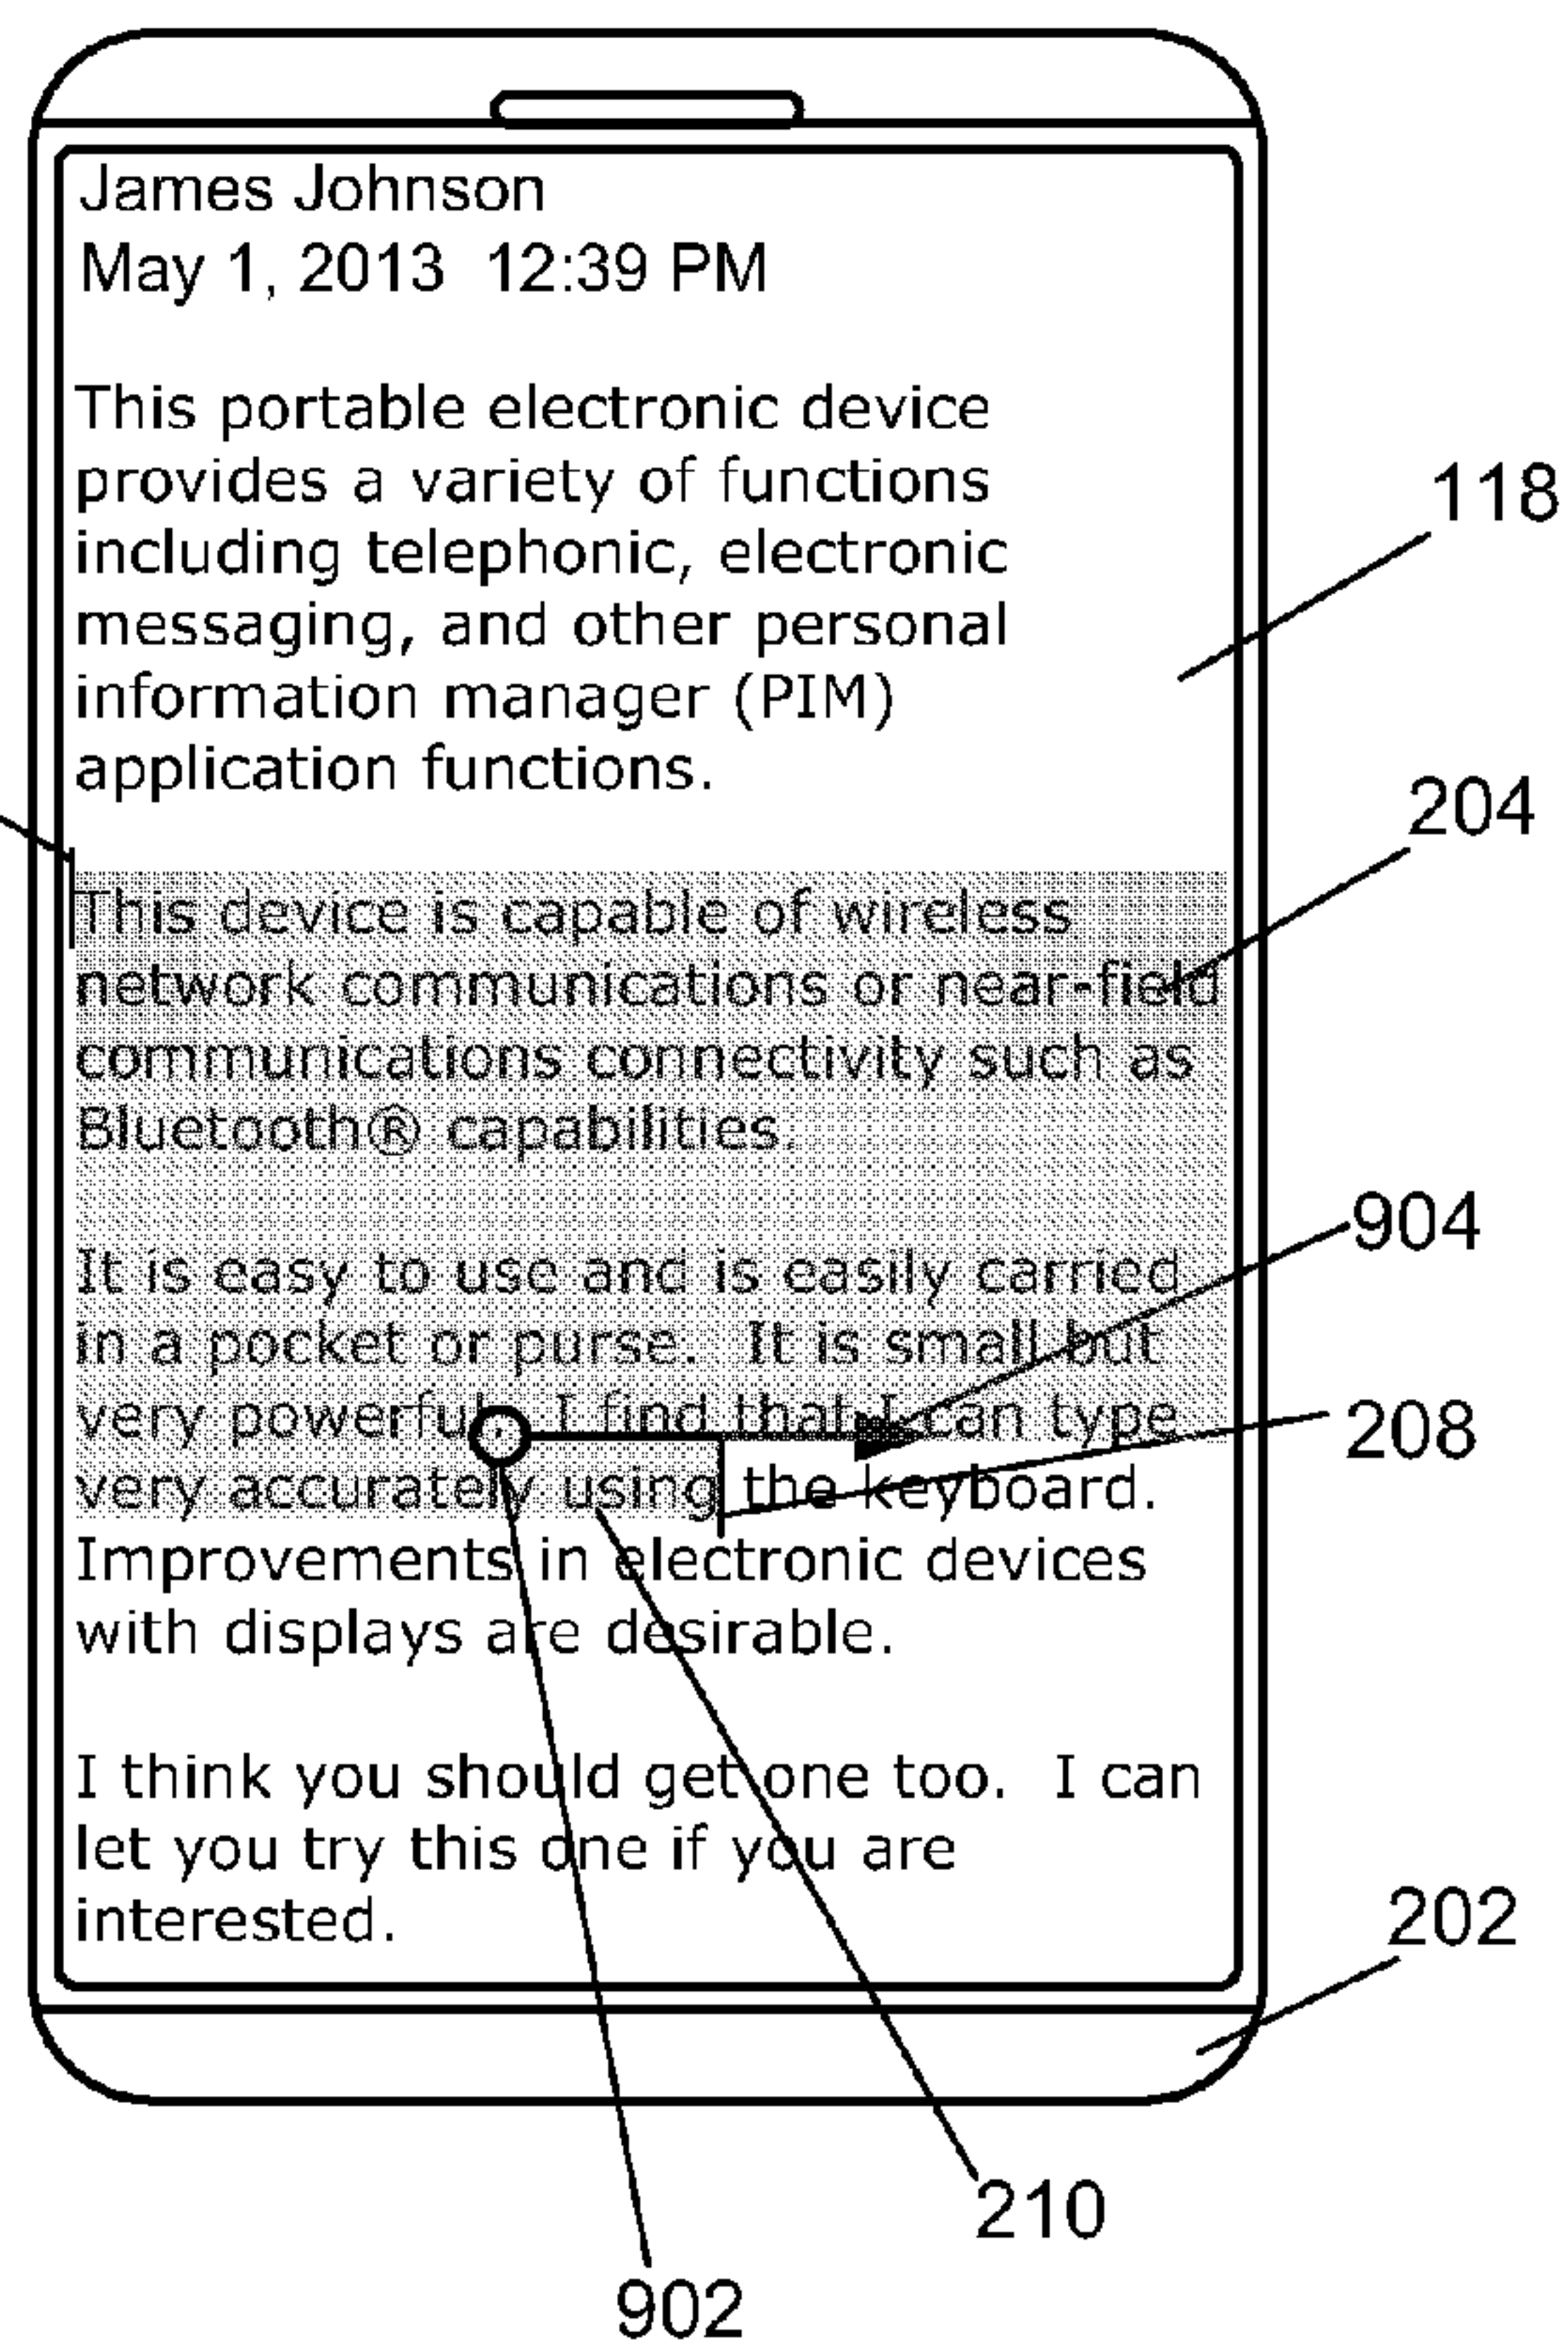 James Johnson
May 1, 2013  12:39 PM
This portable electronic device
provides a variety of functions
including telephonic, electronic
messaging, and other personal
information manager (PIM)
application functions.
This device is capable of wireless
network communications or near-field
communications connectivity such as
Bluetooth® capabilities.
It is easy to use and is easily carried
in a pocket or purse.  It is small but
very powerful.  I find that I can type
very accurately using the keyboard.
Improvements in electronic devices
with displays are desirable.
I think you should get one too.  I can
let you try this one if you are
interested.
118
204
904
208
202
210
902